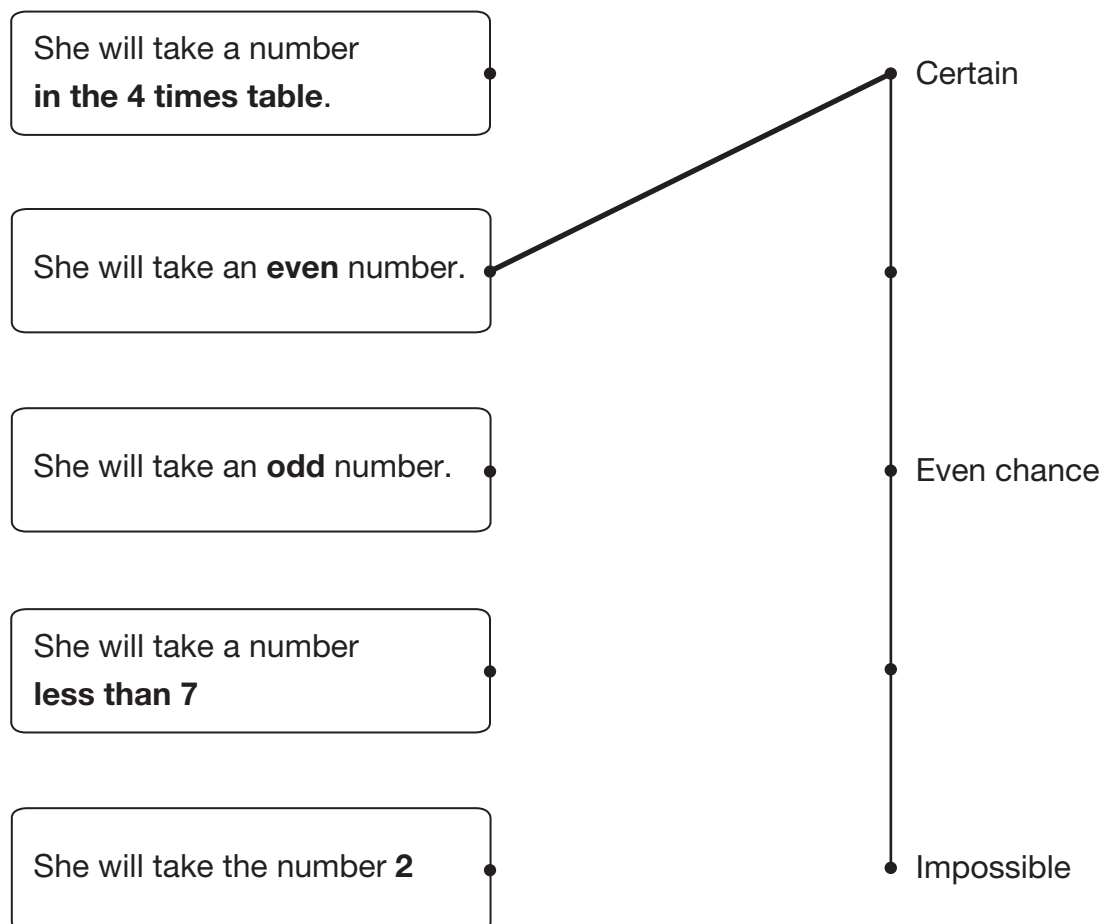 She will take a number
in the 4 times table.
Certain
She will take an even number.
She will take an odd number.
Even chance
She will take a number
less than 7
She will take the number 2
Impossible